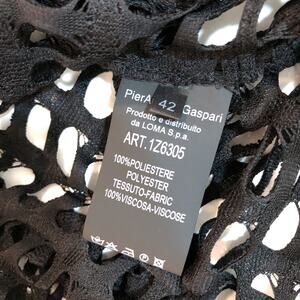 PierA 42 Gaspari
Prodotto e distribuito
da LOMA S.p.a.
ART.1Z6305
100%POLIESTERE
POLYESTER
TESSUTO-FABRIC
100%VISCOSA-VISCOSE